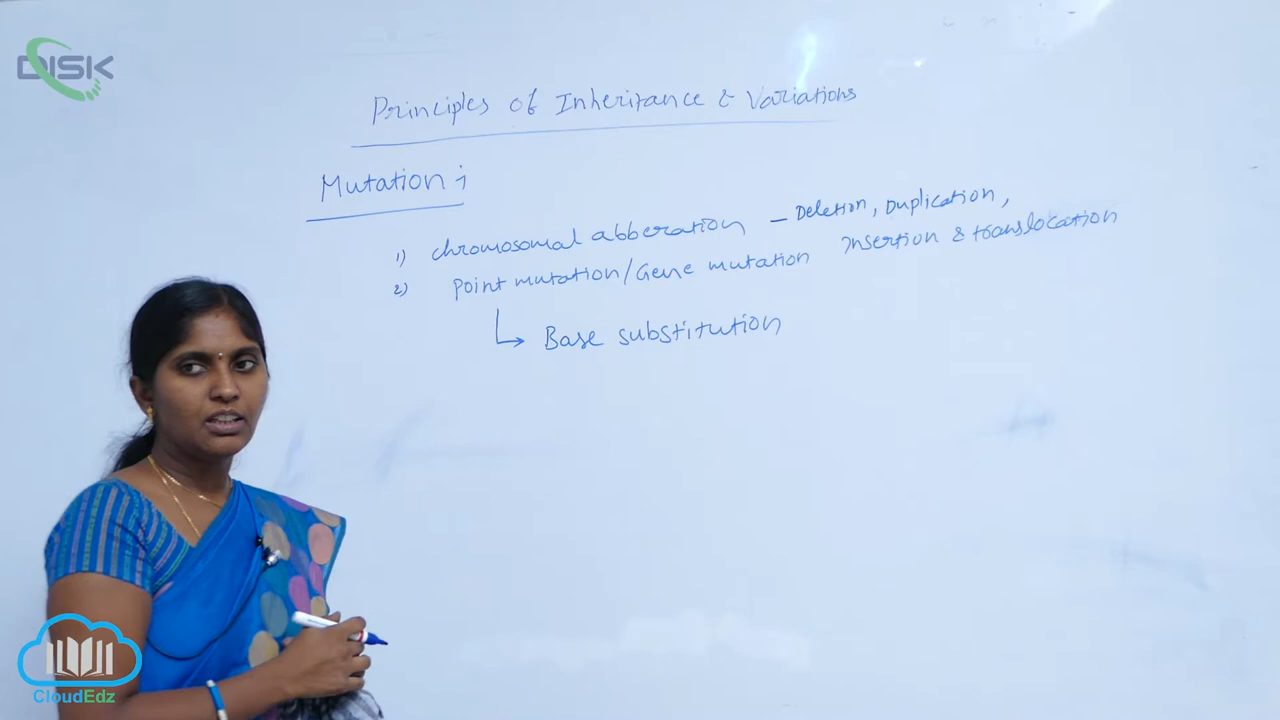 DISK
Principles of Inheritance & Variations
Mutation :
1) Chromosomal abberation - Deletion, Duplication,
Insertion & translocation
2) Point mutation/Gene mutation
Base substitution
CloudEdz